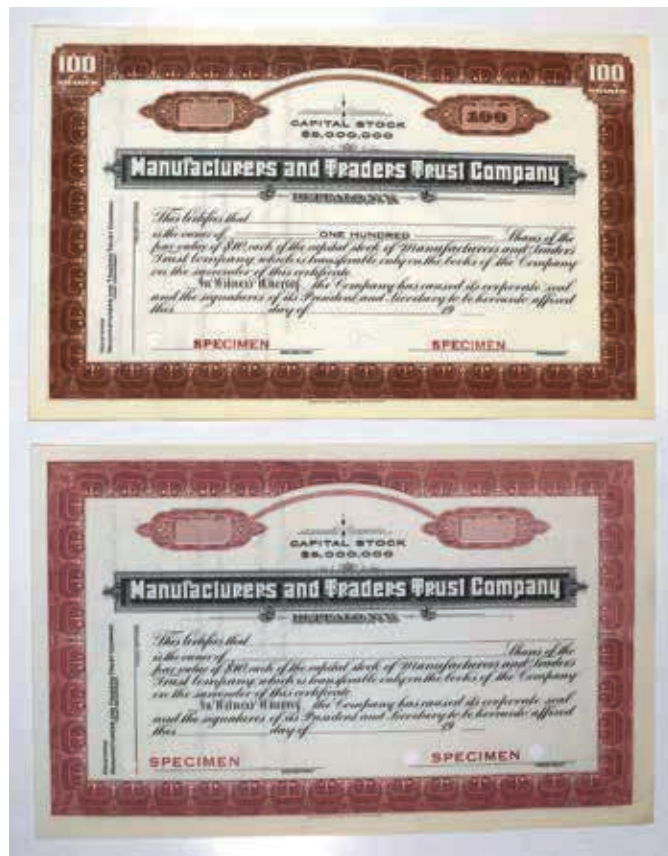 100
100
SHARES
SHARES
100
CAPITAL STOCK
Manufacturers and Traders Trust Company
BUFFALO, N.Y.
This Certifies that
is the owner of ONE HUNDRED Shares of the
par value of $10 each of the capital stock of Manufacturers and Traders
Trust Company, which is transferable only on the books of the Company
on the surrender of this certificate.
In Witness Whereof, the Company has caused its corporate seal
and the signatures of its President and Secretary to be hereunto affixed
this day of 19
SPECIMEN SPECIMEN
CAPITAL STOCK
Manufacturers and Traders Trust Company
BUFFALO, N.Y.
This Certifies that
is the owner of Shares of the
par value of $10 each of the capital stock of Manufacturers and Traders
Trust Company, which is transferable only on the books of the Company
on the surrender of this certificate.
In Witness Whereof, the Company has caused its corporate seal
and the signatures of its President and Secretary to be hereunto affixed
this day of 19
SPECIMEN SPECIMEN